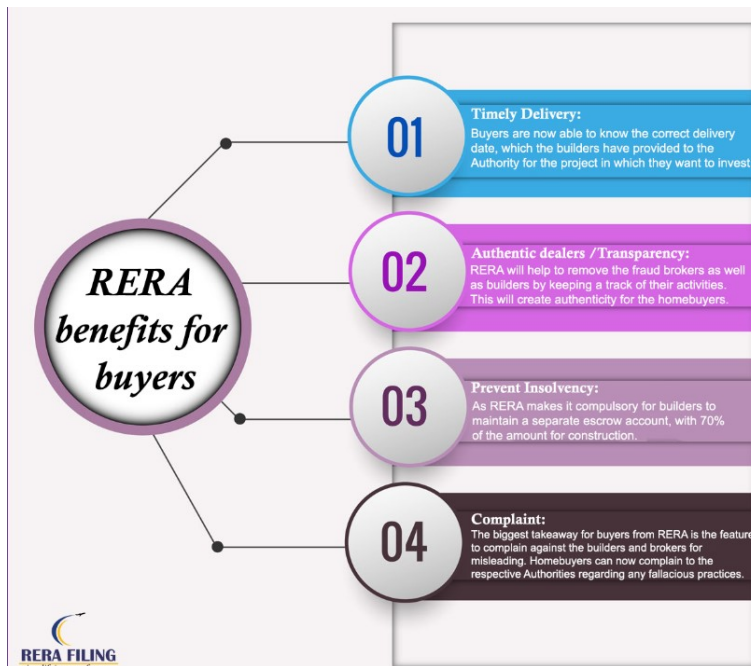 RERA
benefits for
buyers
01
Timely Delivery:
Buyers are now able to know the correct delivery
date, which the builders have provided to the
Authority for the project in which they want to invest
02
Authentic dealers /Transparency:
RERA will help to remove the fraud brokers as well
as builders by keeping a track of their activities.
This will create authenticity for the homebuyers.
03
Prevent Insolvency:
As RERA makes it compulsory for builders to
maintain a separate escrow account, with 70%
of the amount for construction.
04
Complaint:
The biggest takeaway for buyers from RERA is the feature
to complain against the builders and brokers for
misleading. Homebuyers can now complain to the
respective Authorities regarding any fallacious practices.
RERA FILING